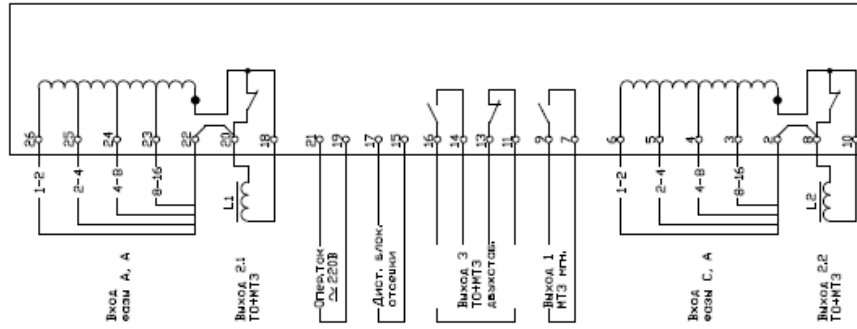 26
25
24
23
22
20
18
21
19
17
15
16
14
13
11
9
7
6
5
4
3
2
8
10
1-2
2-4
4-8
8-16
L1
1-2
2-4
4-8
8-16
L2
Вход
фазы А, А
Выход 2.1
ТО+МТЗ
Опер.ток
~220В
Дист. блок.
отсечки
Выход 3
ТО+МТЗ
двухстаб.
Выход 1
МТЗ мгн.
Вход
фазы С, А
Выход 2.2
ТО+МТЗ